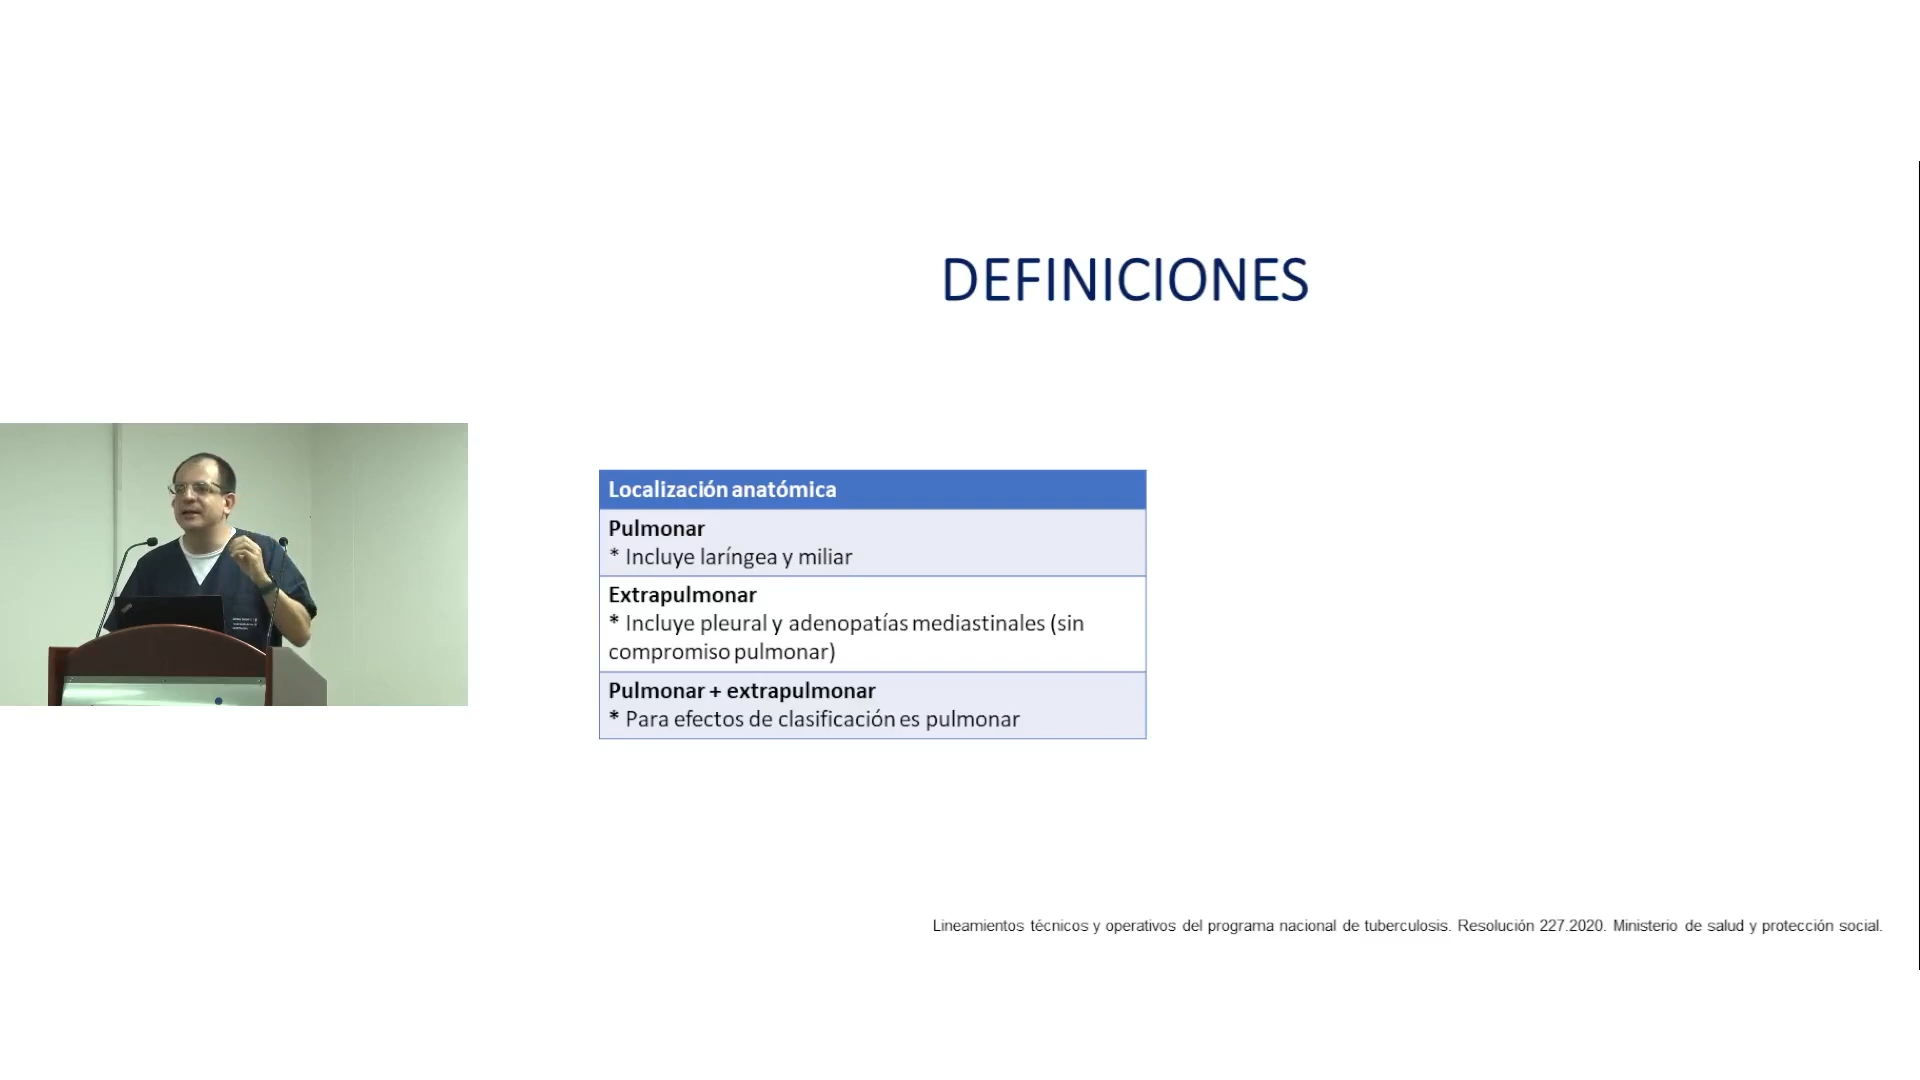 DEFINICIONES
Localización anatómica
Pulmonar
* Incluye laríngea y miliar
Extrapulmonar
* Incluye pleural y adenopatías mediastinales (sin
compromiso pulmonar)
Pulmonar + extrapulmonar
* Para efectos de clasificación es pulmonar
Lineamientos técnicos y operativos del programa nacional de tuberculosis. Resolución 227.2020. Ministerio de salud y protección social.